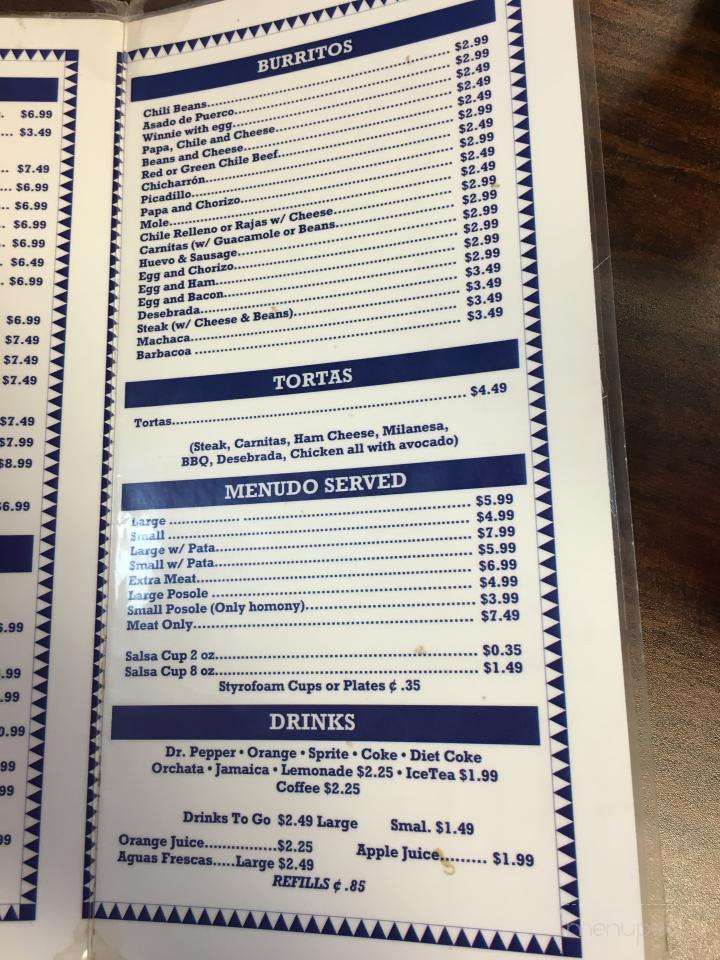 $6.99
$3.49
$7.49
$6.99
$6.99
$6.99
$6.99
$6.49
$6.99
$6.99
$7.49
$7.49
$7.49
$7.49
$7.99
$8.99
6.99
6.99
.99
.99
0.99
99
99
99
BURRITOS
Chili Beans $2.99
Asado de Puerco $2.99
Winnie with egg $2.49
Papa, Chile and Cheese $2.49
Beans and Cheese $2.49
Red or Green Chile Beef $2.99
Chicharrón $2.49
Picadillo $2.99
Papa and Chorizo $2.49
Mole $2.49
Chile Relleno or Rajas w/ Cheese $2.99
Carnitas (w/ Guacamole or Beans $2.99
Huevo & Sausage $2.99
Egg and Chorizo $2.99
Egg and Ham $2.99
Egg and Bacon $2.99
Desebrada $3.49
Steak (w/ Cheese & Beans) $3.49
Machaca $3.49
Barbacoa $3.49
TORTAS
Tortas $4.49
(Steak, Carnitas, Ham Cheese, Milanesa,
BBQ, Desebrada, Chicken all with avocado)
MENUDO SERVED
Large $5.99
Small $4.99
Large w/ Pata $7.99
Small w/ Pata $5.99
Extra Meat $6.99
Large Posole $4.99
Small Posole (Only homony) $3.99
Meat Only $7.49
Salsa Cup 2 oz $0.35
Salsa Cup 8 oz $1.49
Styrofoam Cups or Plates ¢ .35
DRINKS
Dr. Pepper • Orange • Sprite • Coke • Diet Coke
Orchata • Jamaica • Lemonade $2.25 • IceTea $1.99
Coffee $2.25
Drinks To Go $2.49 Large Smal. $1.49
Orange Juice $2.25 Apple Juice $1.99
Aguas Frescas.....Large $2.49
REFILLS ¢ .85